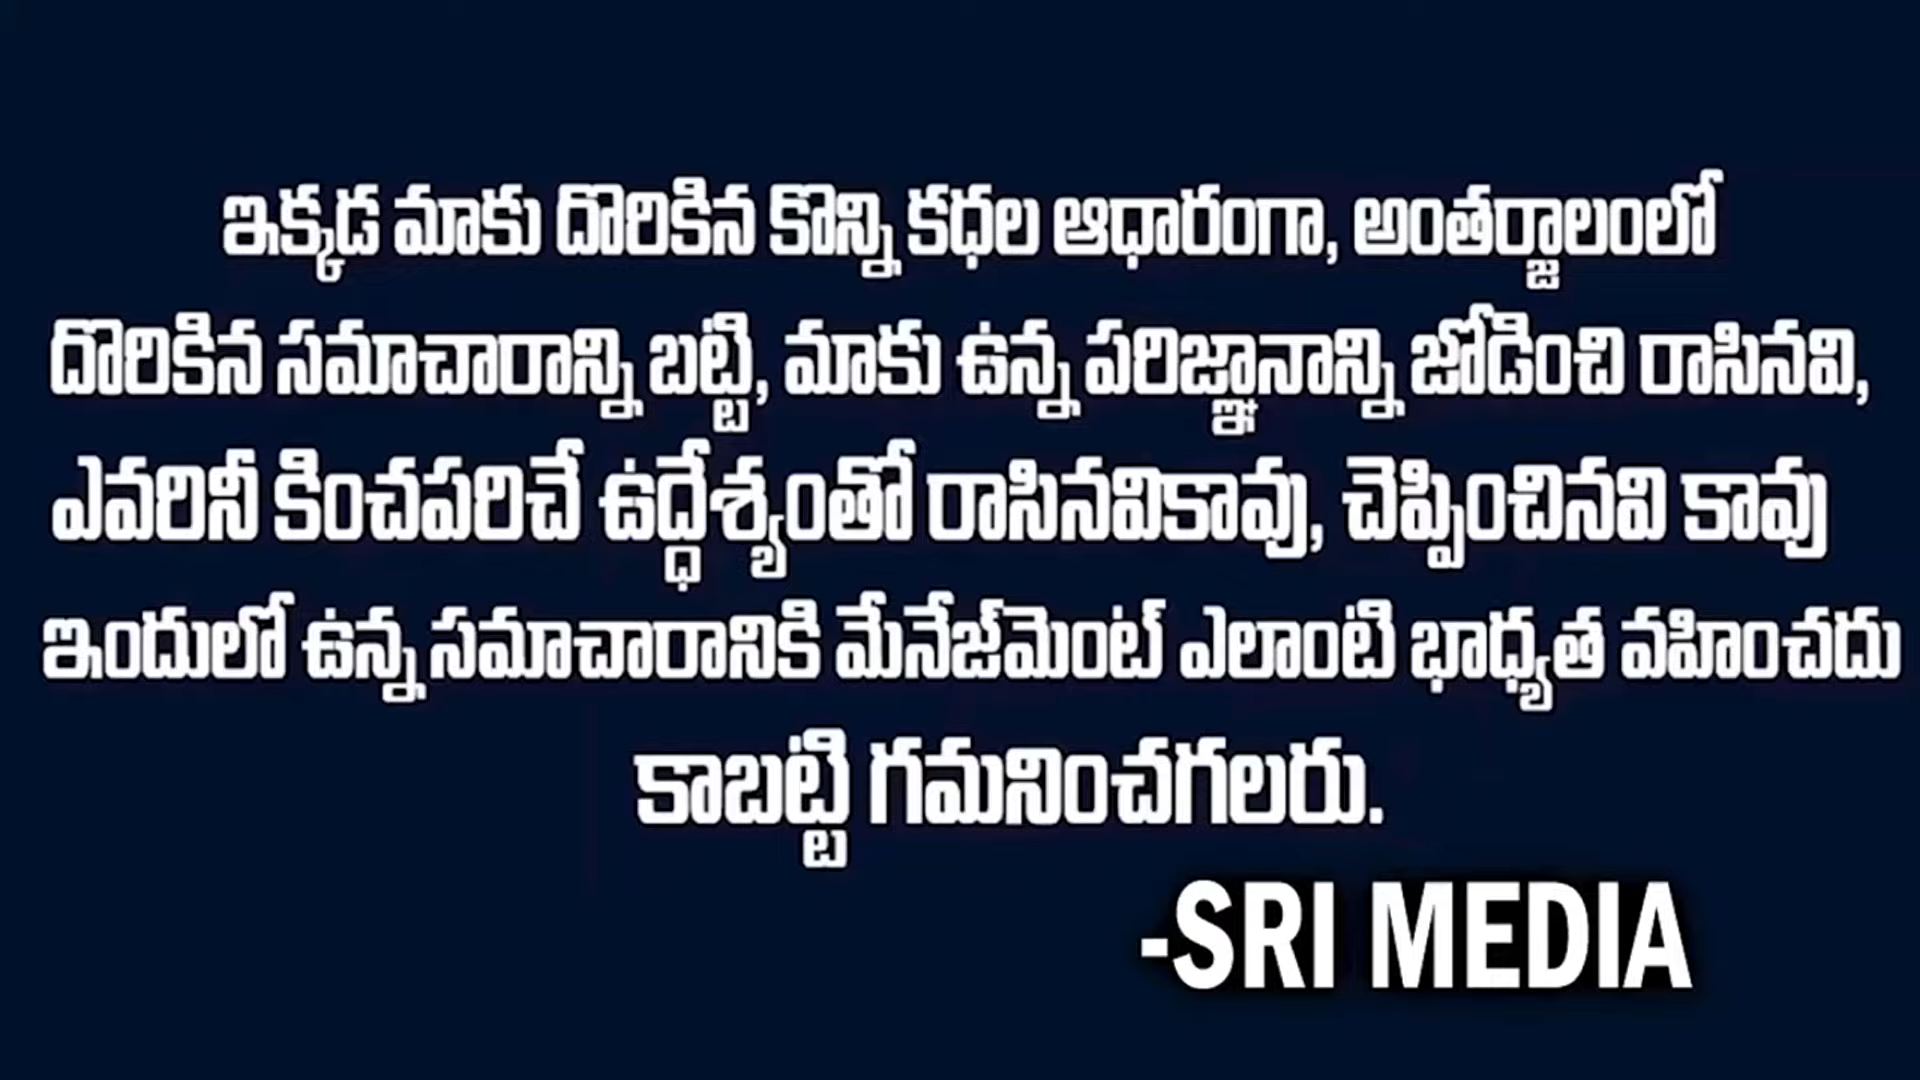 ఇక్కడ మాకు దొరికిన కొన్ని కధల ఆధారంగా, అంతర్జాలంలో
దొరికిన సమాచారాన్ని బట్టి, మాకు ఉన్న పరిజ్ఞానాన్ని జోడించి రాసినవి,
ఎవరినీ కించపరిచే ఉద్ధేశ్యంతో రాసినవికావు, చెప్పించినవి కావు
ఇందులో ఉన్న సమాచారానికి మేనేజ్‌మెంట్ ఎలాంటి భాధ్యత వహించదు
కాబట్టి గమనించగలరు.
-SRI MEDIA